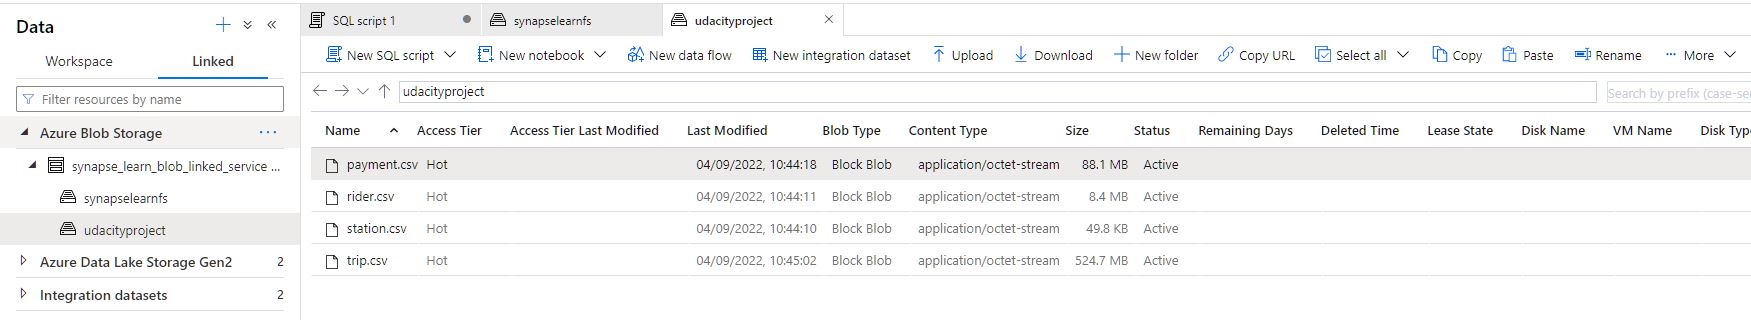 Data
Workspace Linked
Filter resources by name
Azure Blob Storage ...
synapse_learn_blob_linked_service ...
synapselearnfs
udacityproject
Azure Data Lake Storage Gen2 2
Integration datasets 2
SQL script 1 synapselearnfs udacityproject
New SQL script New notebook New data flow New integration dataset Upload Download New folder Copy URL Select all Copy Paste Rename ... More
udacityproject Search by prefix (case-se
Name Access Tier Access Tier Last Modified Last Modified Blob Type Content Type Size Status Remaining Days Deleted Time Lease State Disk Name VM Name Disk Type
payment.csv Hot 04/09/2022, 10:44:18 Block Blob application/octet-stream 88.1 MB Active
rider.csv Hot 04/09/2022, 10:44:11 Block Blob application/octet-stream 8.4 MB Active
station.csv Hot 04/09/2022, 10:44:10 Block Blob application/octet-stream 49.8 KB Active
trip.csv Hot 04/09/2022, 10:45:02 Block Blob application/octet-stream 524.7 MB Active